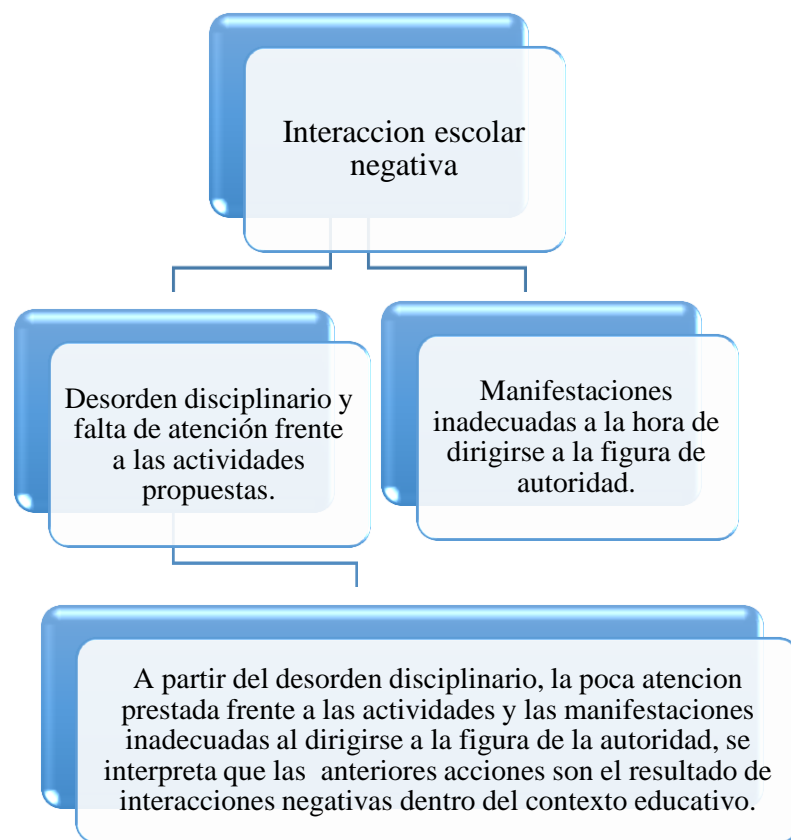 Interaccion escolar
negativa
Desorden disciplinario y
falta de atención frente
a las actividades
propuestas.
Manifestaciones
inadecuadas a la hora de
dirigirse a la figura de
autoridad.
A partir del desorden disciplinario, la poca atencion
prestada frente a las actividades y las manifestaciones
inadecuadas al dirigirse a la figura de la autoridad, se
interpreta que las  anteriores acciones son el resultado de
interacciones negativas dentro del contexto educativo.